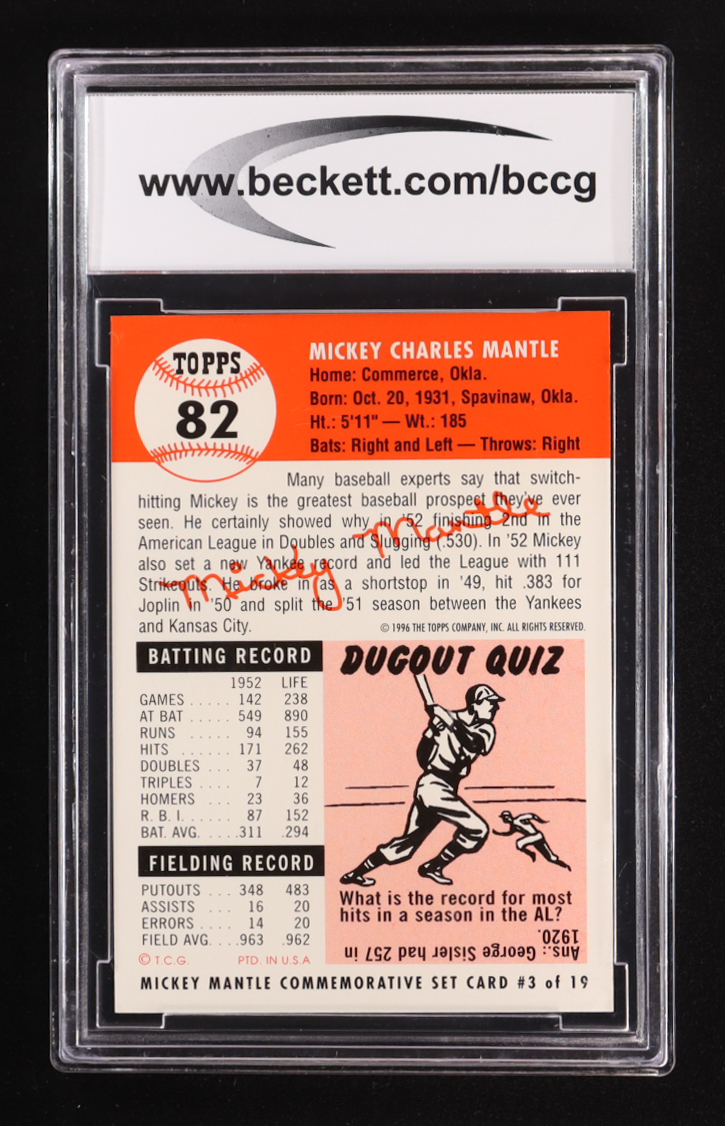 www.beckett.com/bccg
TOPPS
82
MICKEY CHARLES MANTLE
Home: Commerce, Okla.
Born: Oct. 20, 1931, Spavinaw, Okla.
Ht.: 5'11" — Wt.: 185
Bats: Right and Left — Throws: Right
Many baseball experts say that switch-
hitting Mickey is the greatest baseball prospect they've ever
seen. He certainly showed why in '52 finishing 2nd in the
American League in Doubles and Slugging (.530). In '52 Mickey
also set a new Yankee record and led the League with 111
Strikeouts. He broke in as a shortstop in '49, hit .383 for
Joplin in '50 and split the '51 season between the Yankees
and Kansas City.
Mickey Mantle
© 1996 THE TOPPS COMPANY, INC. ALL RIGHTS RESERVED.
BATTING RECORD
1952 LIFE
GAMES ..... 142 238
AT BAT ..... 549 890
RUNS ..... 94 155
HITS ...... 171 262
DOUBLES ... 37 48
TRIPLES .... 7 12
HOMERS .... 23 36
R. B. I. ..... 87 152
BAT. AVG. .... .311 .294
FIELDING RECORD
PUTOUTS ... 348 483
ASSISTS ... 16 20
ERRORS .... 14 20
FIELD AVG. . .963 .962
© T.C.G. PTD. IN U.S.A
DUGOUT QUIZ
What is the record for most
hits in a season in the AL?
Ans.: George Sisler had 257 in
1920.
MICKEY MANTLE COMMEMORATIVE SET CARD #3 of 19